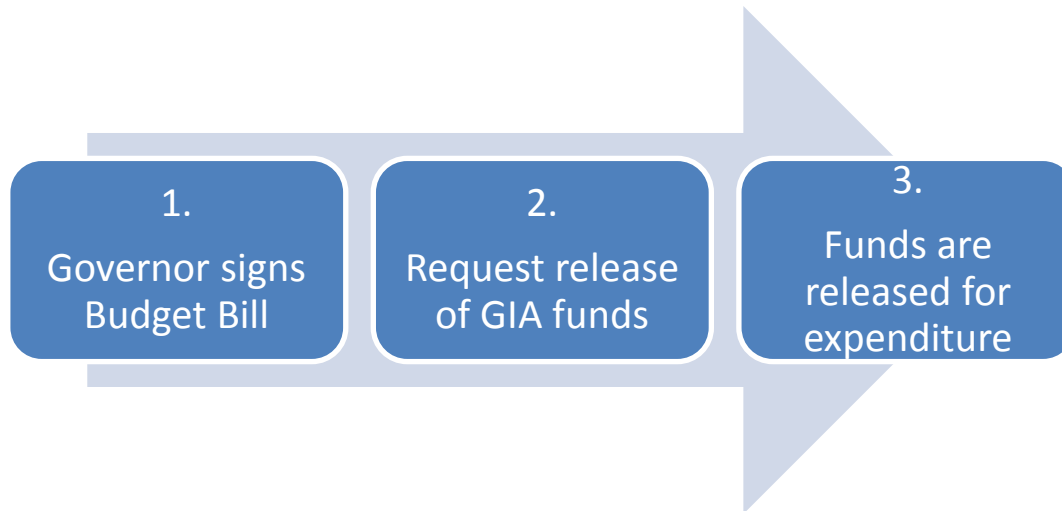 1.
Governor signs
Budget Bill
2.
Request release
of GIA funds
3.
Funds are
released for
expenditure